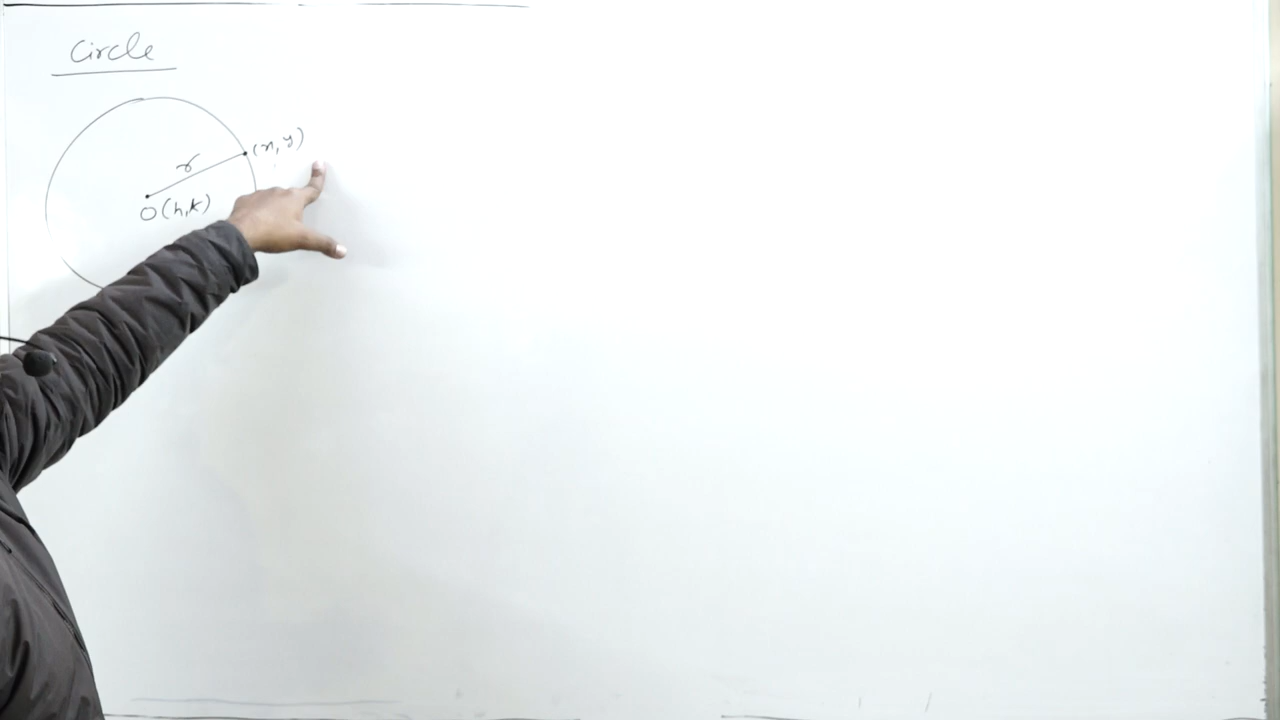 Circle
(x, y)
r
O(h, k)